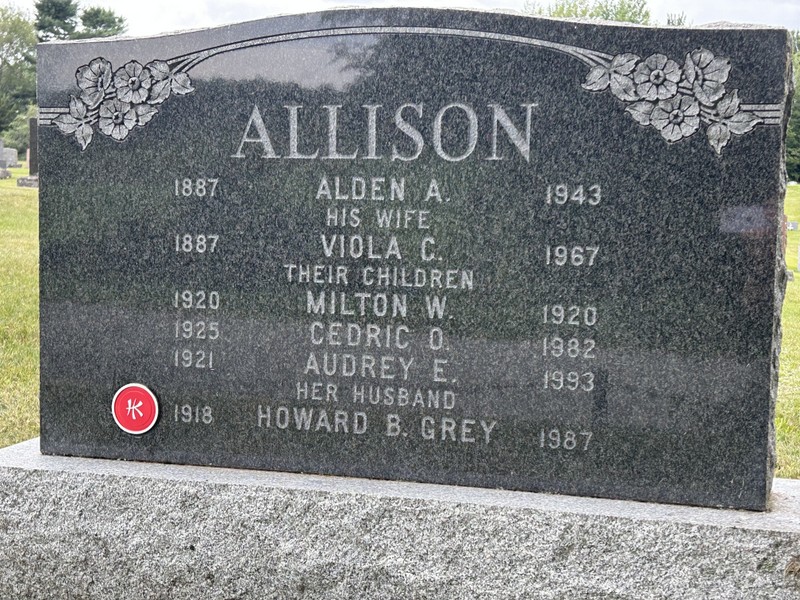 ALLISON
1887 ALDEN A. 1943
HIS WIFE
1887 VIOLA C. 1967
THEIR CHILDREN
1920 MILTON W. 1920
1925 CEDRIC O. 1982
1921 AUDREY E. 1993
HER HUSBAND
1918 HOWARD B. GREY 1987